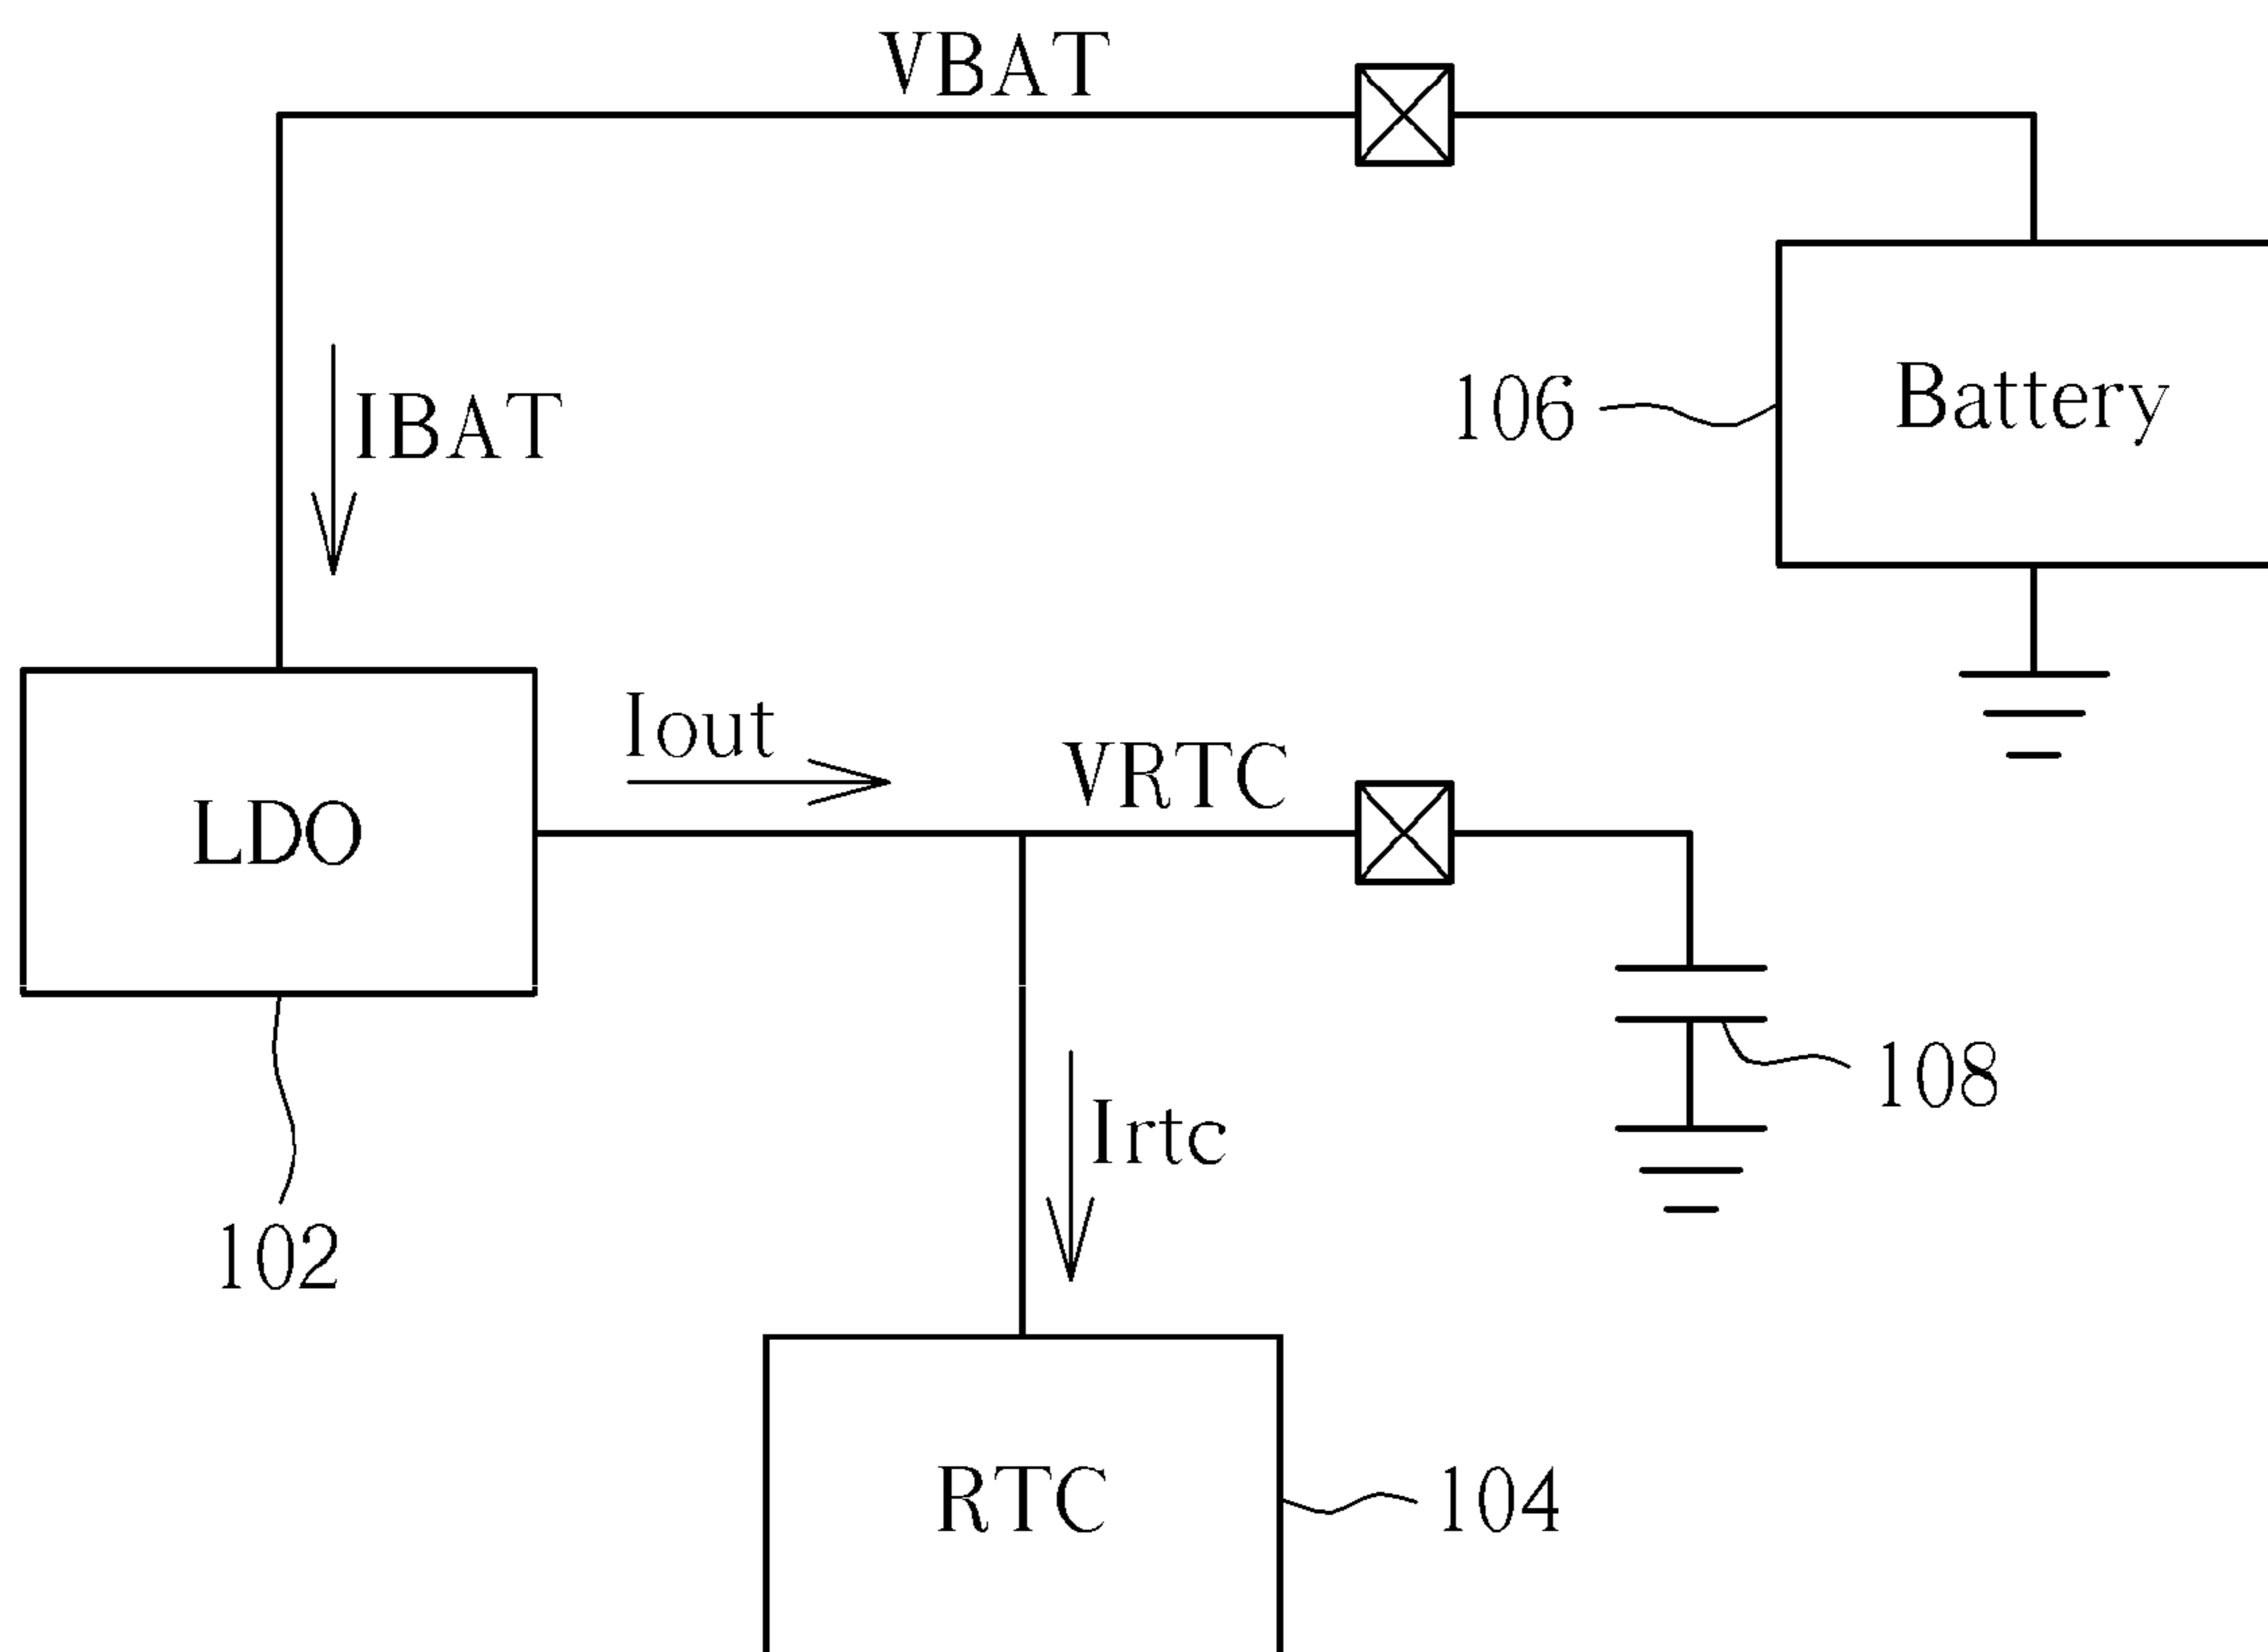 VBAT
IBAT
106
Battery
Iout
VRTC
LDO
108
Irtc
102
RTC
104